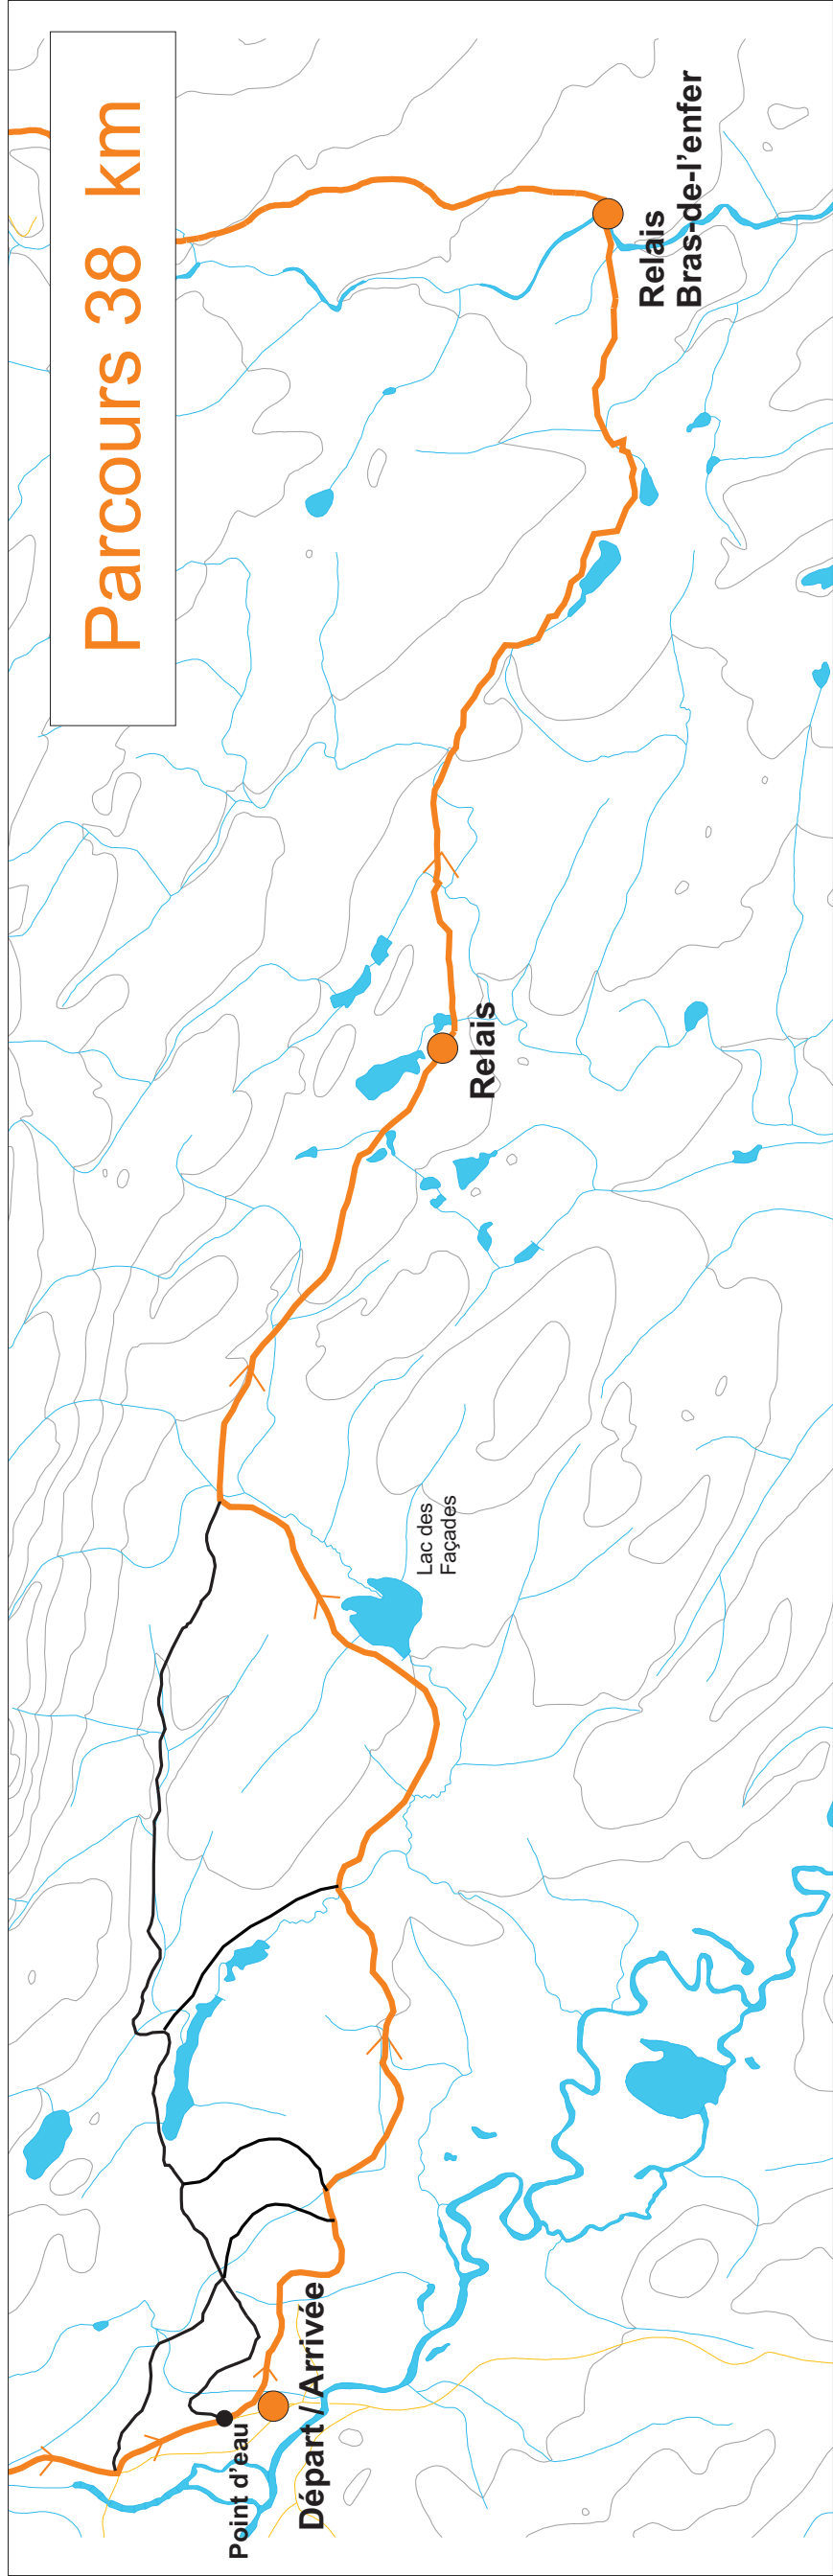 Parcours 38 km
Point d'eau
Départ / Arrivée
Lac des
Façades
Relais
Relais
Bras-de-l'enfer